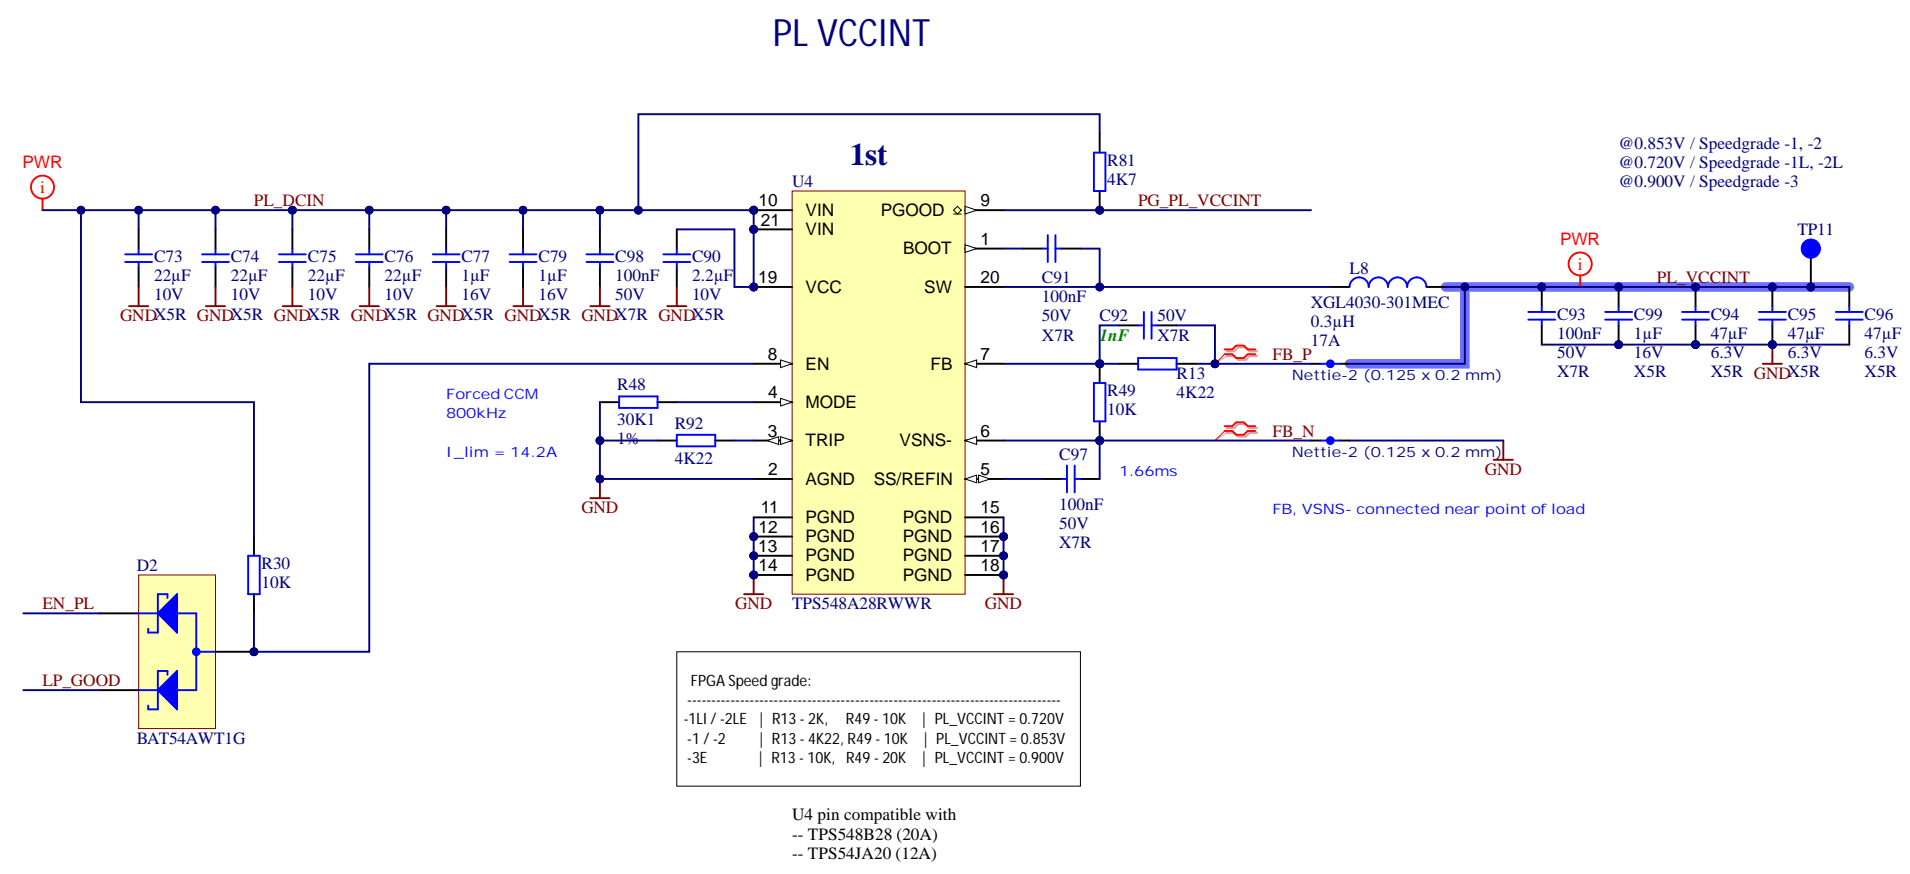 PL VCCINT
PWR
i
PL_DCIN
C73
22µF
10V
X5R
GND
C74
22µF
10V
X5R
GND
C75
22µF
10V
X5R
GND
C76
22µF
10V
X5R
GND
C77
1µF
16V
X5R
GND
C79
1µF
16V
X5R
GND
C98
100nF
50V
X7R
GND
C90
2.2µF
10V
X5R
GND
1st
U4
10 VIN
21 VIN
19 VCC
8 EN
4 MODE
3 TRIP
2 AGND
11 PGND
12 PGND
13 PGND
14 PGND
GND
PGOOD 9
BOOT 1
SW 20
FB 7
VSNS- 6
SS/REFIN 5
PGND 15
PGND 16
PGND 17
PGND 18
GND
TPS548A28RWWR
R81
4K7
PG_PL_VCCINT
C91
100nF
50V
X7R
C92
1nF
50V
X7R
R13
4K22
R49
10K
C97
100nF
50V
X7R
1.66ms
L8
XGL4030-301MEC
0.3µH
17A
FB_P
Nettie-2 (0.125 x 0.2 mm)
FB_N
Nettie-2 (0.125 x 0.2 mm)
GND
FB, VSNS- connected near point of load
@0.853V / Speedgrade -1, -2
@0.720V / Speedgrade -1L, -2L
@0.900V / Speedgrade -3
PWR
i
PL_VCCINT
TP11
C93
100nF
50V
X7R
C99
1µF
16V
X5R
C94
47µF
6.3V
X5R
C95
47µF
6.3V
X5R
GND
C96
47µF
6.3V
X5R
Forced CCM
800kHz
I_lim = 14.2A
R48
30K1
1%
R92
4K22
GND
R30
10K
D2
EN_PL
LP_GOOD
BAT54AWT1G
FPGA Speed grade:
--------------------------------------------------------------------------------
-1LI / -2LE | R13 - 2K, R49 - 10K | PL_VCCINT = 0.720V
-1 / -2 | R13 - 4K22, R49 - 10K | PL_VCCINT = 0.853V
-3E | R13 - 10K, R49 - 20K | PL_VCCINT = 0.900V
U4 pin compatible with
-- TPS548B28 (20A)
-- TPS54JA20 (12A)